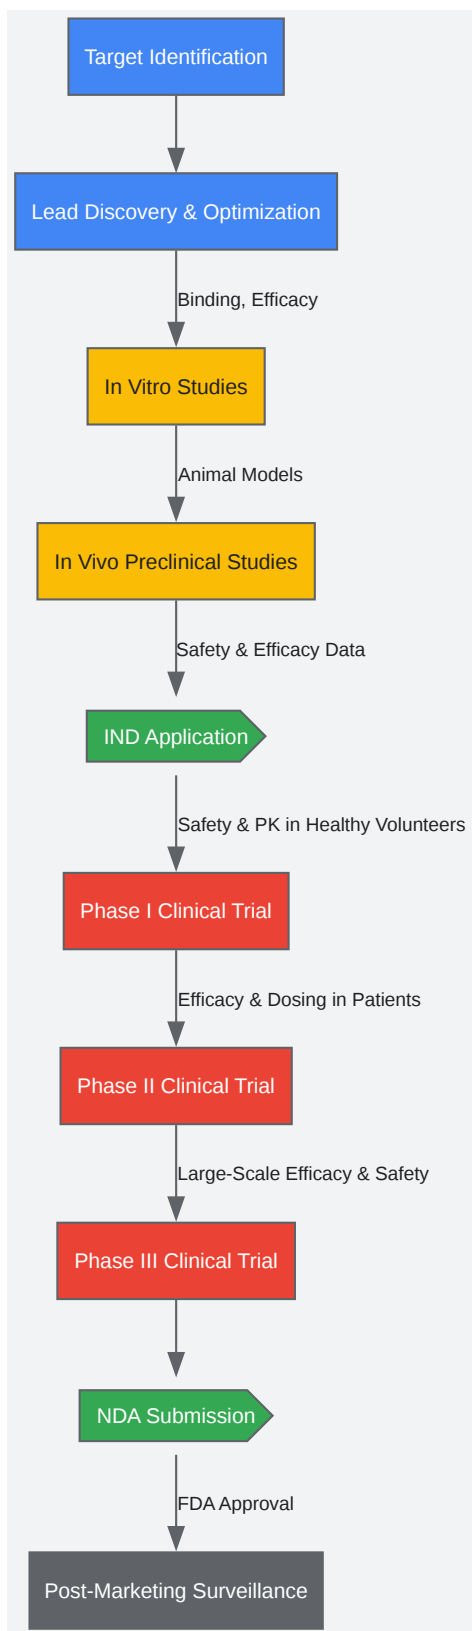 Target Identification
Lead Discovery & Optimization
Binding, Efficacy
In Vitro Studies
Animal Models
In Vivo Preclinical Studies
Safety & Efficacy Data
IND Application
Safety & PK in Healthy Volunteers
Phase I Clinical Trial
Efficacy & Dosing in Patients
Phase II Clinical Trial
Large-Scale Efficacy & Safety
Phase III Clinical Trial
NDA Submission
FDA Approval
Post-Marketing Surveillance